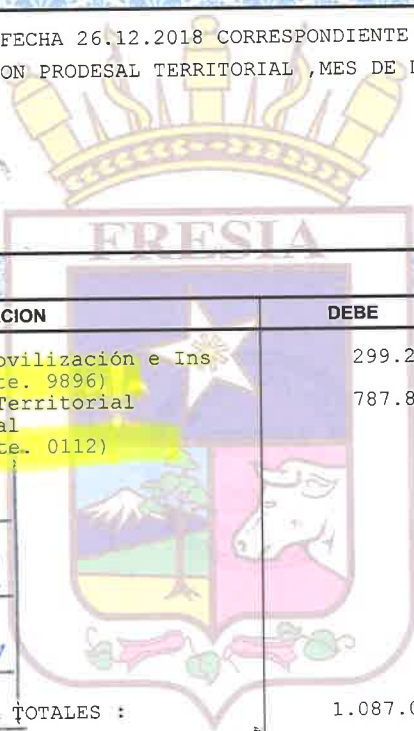 FECHA 26.12.2018 CORRESPONDIENTE
ON PRODESAL TERRITORIAL ,MES DE
FRESIA
CION DEBE
ovilización e Ins 299.2
te. 9896)
Territorial 787.8
al
te. 0112)
TOTALES : 1.087.0